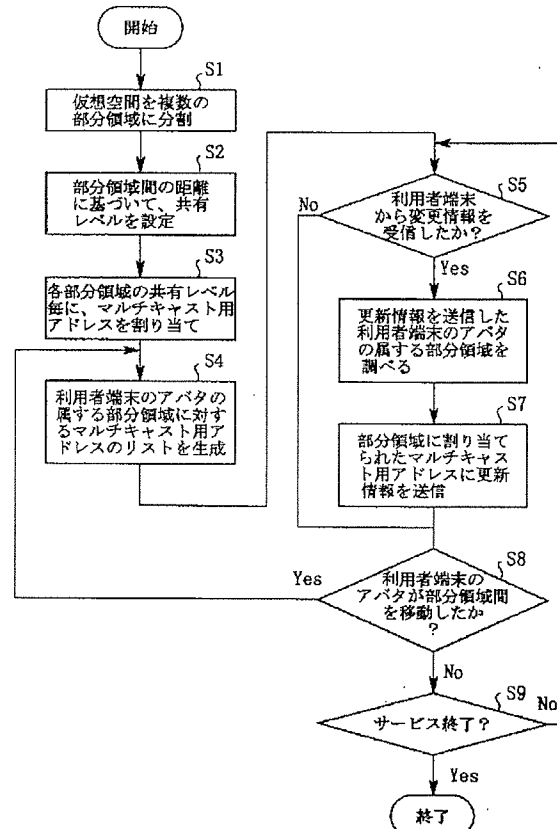 開始
S1
仮想空間を複数の
部分領域に分割
S2
部分領域間の距離
に基づいて、共有
レベルを設定
S3
各部分領域の共有レベル
毎に、マルチキャスト用
アドレスを割り当て
S4
利用者端末のアバタの
属する部分領域に対す
るマルチキャスト用ア
ドレスのリストを生成
S5
No
利用者端末
から変更情報を
受信したか?
Yes
S6
更新情報を送信した
利用者端末のアバタ
の属する部分領域を
調べる
S7
部分領域に割り当て
られたマルチキャス
ト用アドレスに更新
情報を送信
S8
Yes
利用者端末の
アバタが部分領域間
を移動したか
?
No
S9
No
サービス終了?
Yes
終了